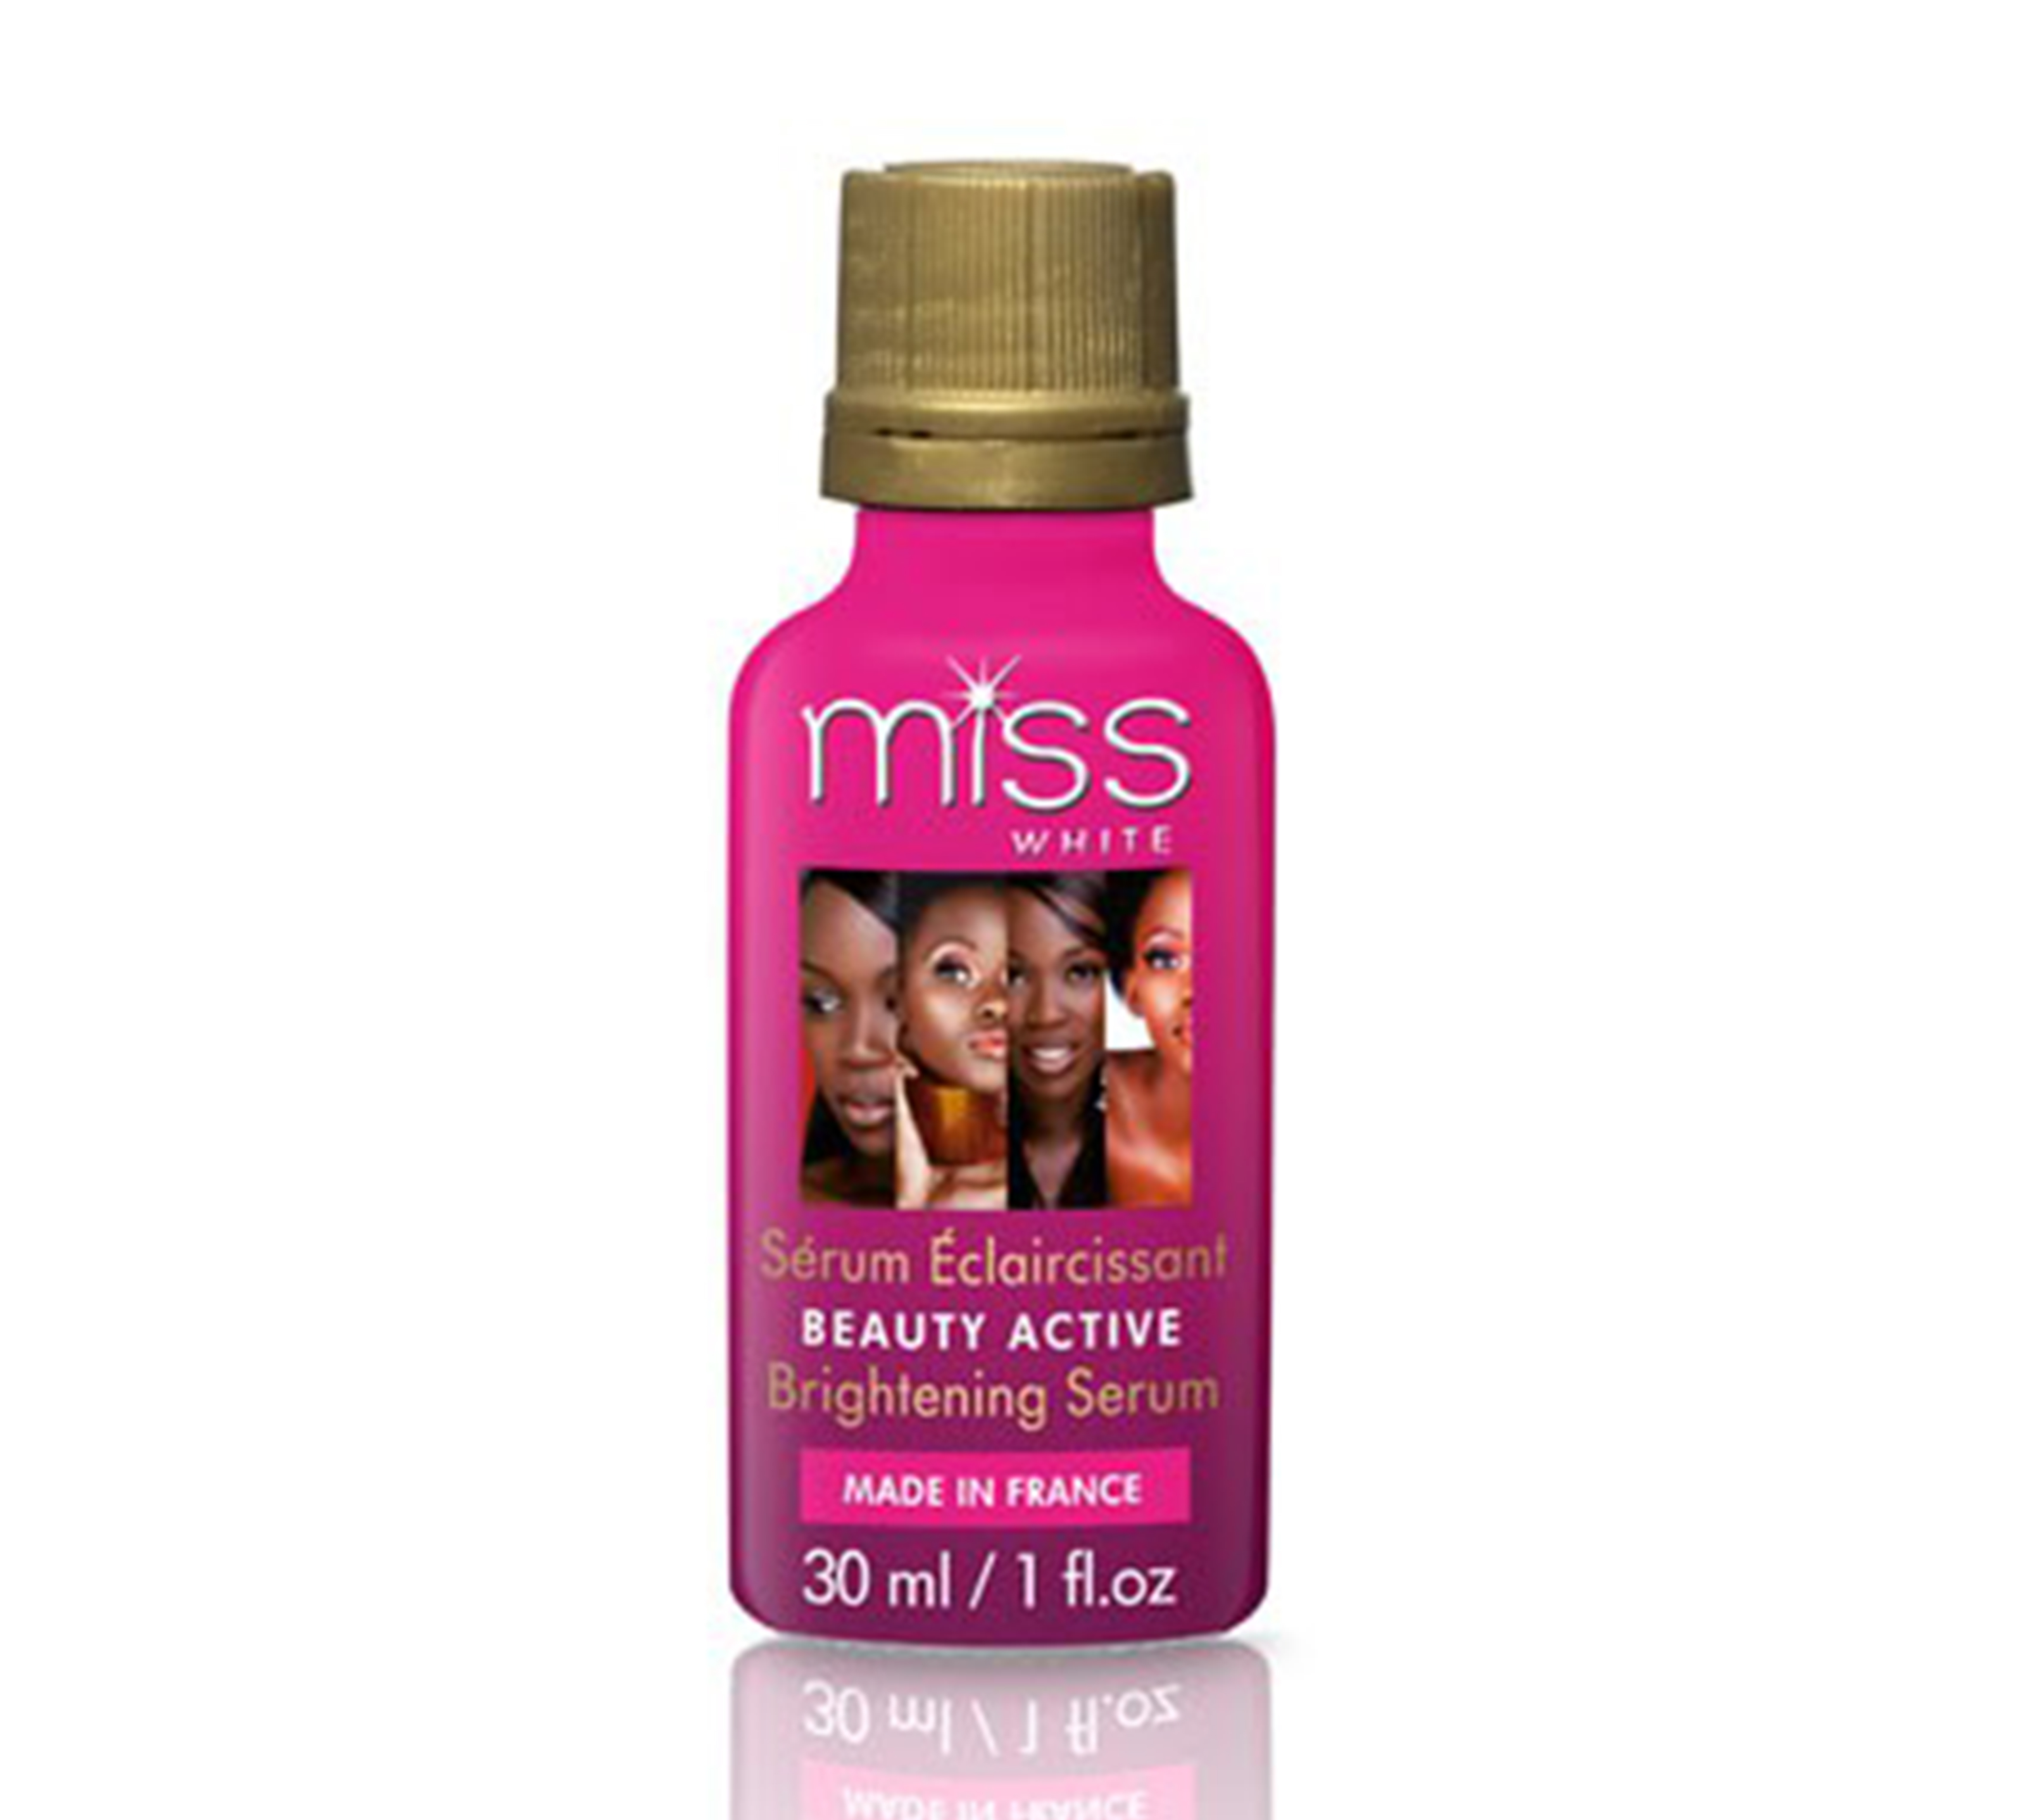 miss
WHITE
Sérum Éclaircissant
BEAUTY ACTIVE
Brightening Serum
MADE IN FRANCE
30 ml / 1 fl.oz